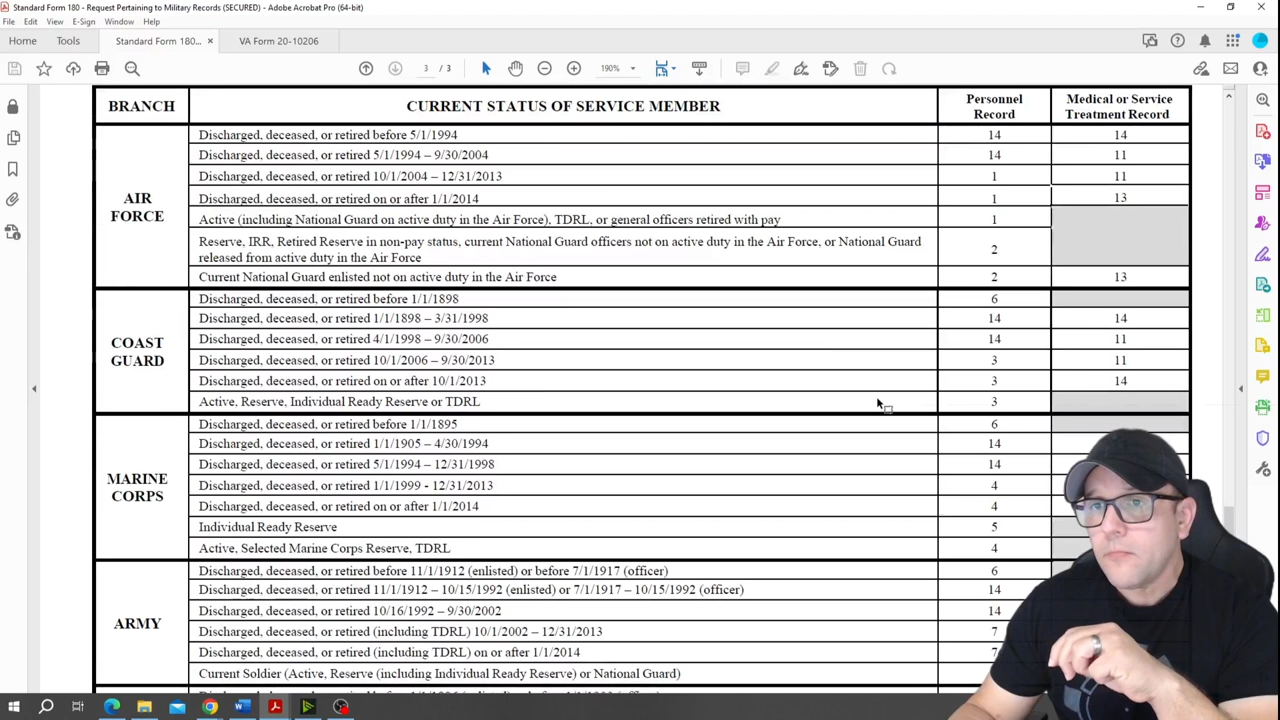 Standard Form 180 - Request Pertaining to Military Records (SECURED) - Adobe Acrobat Pro (64-bit)
File Edit View E-Sign Window Help
Home Tools Standard Form 180... × VA Form 20-10206
3 / 3 190%
BRANCH CURRENT STATUS OF SERVICE MEMBER Personnel Record Medical or Service Treatment Record
AIR FORCE
Discharged, deceased, or retired before 5/1/1994 14 14
Discharged, deceased, or retired 5/1/1994 – 9/30/2004 14 11
Discharged, deceased, or retired 10/1/2004 – 12/31/2013 1 11
Discharged, deceased, or retired on or after 1/1/2014 1 13
Active (including National Guard on active duty in the Air Force), TDRL, or general officers retired with pay 1
Reserve, IRR, Retired Reserve in non-pay status, current National Guard officers not on active duty in the Air Force, or National Guard
released from active duty in the Air Force 2
Current National Guard enlisted not on active duty in the Air Force 2 13
COAST GUARD
Discharged, deceased, or retired before 1/1/1898 6
Discharged, deceased, or retired 1/1/1898 – 3/31/1998 14 14
Discharged, deceased, or retired 4/1/1998 – 9/30/2006 14 11
Discharged, deceased, or retired 10/1/2006 – 9/30/2013 3 11
Discharged, deceased, or retired on or after 10/1/2013 3 14
Active, Reserve, Individual Ready Reserve or TDRL 3
MARINE CORPS
Discharged, deceased, or retired before 1/1/1895 6
Discharged, deceased, or retired 1/1/1905 – 4/30/1994 14
Discharged, deceased, or retired 5/1/1994 – 12/31/1998 14
Discharged, deceased, or retired 1/1/1999 - 12/31/2013 4
Discharged, deceased, or retired on or after 1/1/2014 4
Individual Ready Reserve 5
Active, Selected Marine Corps Reserve, TDRL 4
ARMY
Discharged, deceased, or retired before 11/1/1912 (enlisted) or before 7/1/1917 (officer) 6
Discharged, deceased, or retired 11/1/1912 – 10/15/1992 (enlisted) or 7/1/1917 – 10/15/1992 (officer) 14
Discharged, deceased, or retired 10/16/1992 – 9/30/2002 14
Discharged, deceased, or retired (including TDRL) 10/1/2002 – 12/31/2013 7
Discharged, deceased, or retired (including TDRL) on or after 1/1/2014 7
Current Soldier (Active, Reserve (including Individual Ready Reserve) or National Guard)